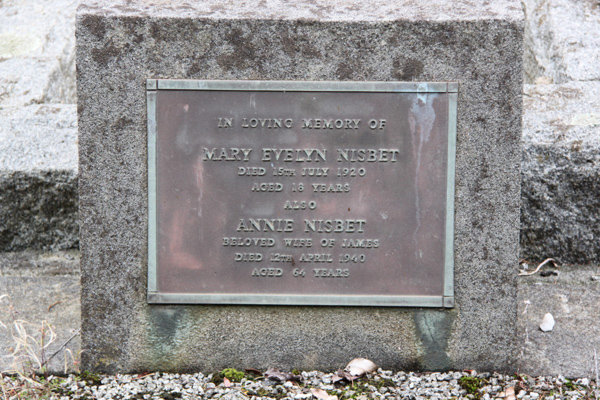 IN LOVING MEMORY OF
MARY EVELYN NISBET
DIED 15TH JULY 1920
AGED 18 YEARS
ALSO
ANNIE NISBET
BELOVED WIFE OF JAMES
DIED 12TH APRIL 1940
AGED 64 YEARS